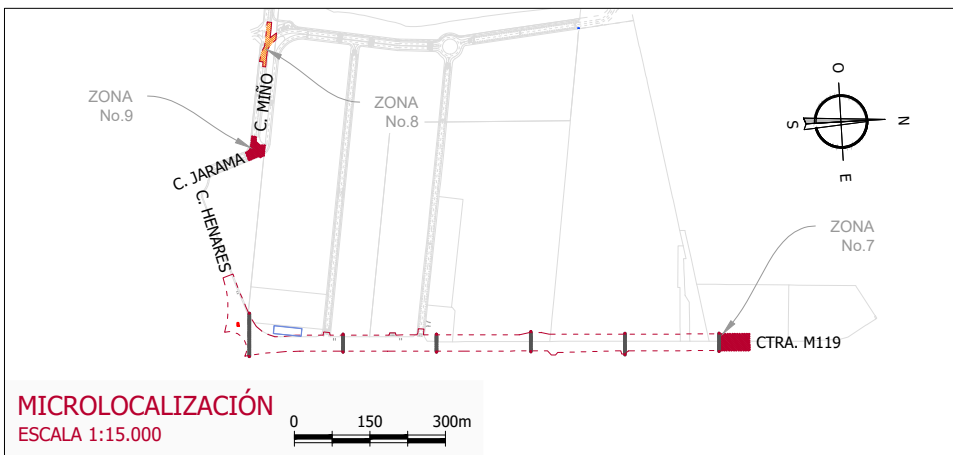 ZONA
No.9
C. MIÑO
ZONA
No.8
C. JARAMA
C. HENARES
O
N
S
E
ZONA
No.7
CTRA. M119
MICROLOCALIZACIÓN
ESCALA 1:15.000
0 150 300m